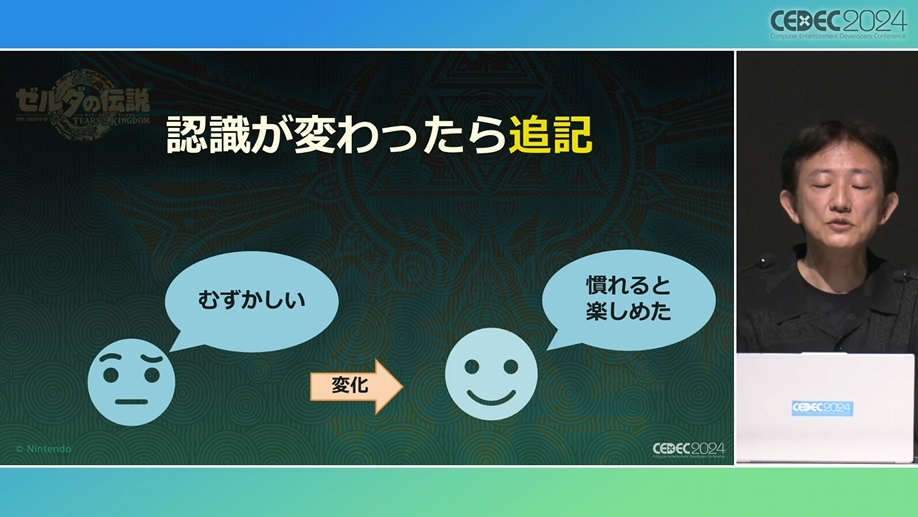 CEDEC2024
Computer Entertainment Developers Conference
ゼルダの伝説
THE LEGEND OF
TEARS OF THE KINGDOM
認識が変わったら追記
むずかしい
慣れると
楽しめた
変化
© Nintendo
CEDEC2024
CEDEC2024